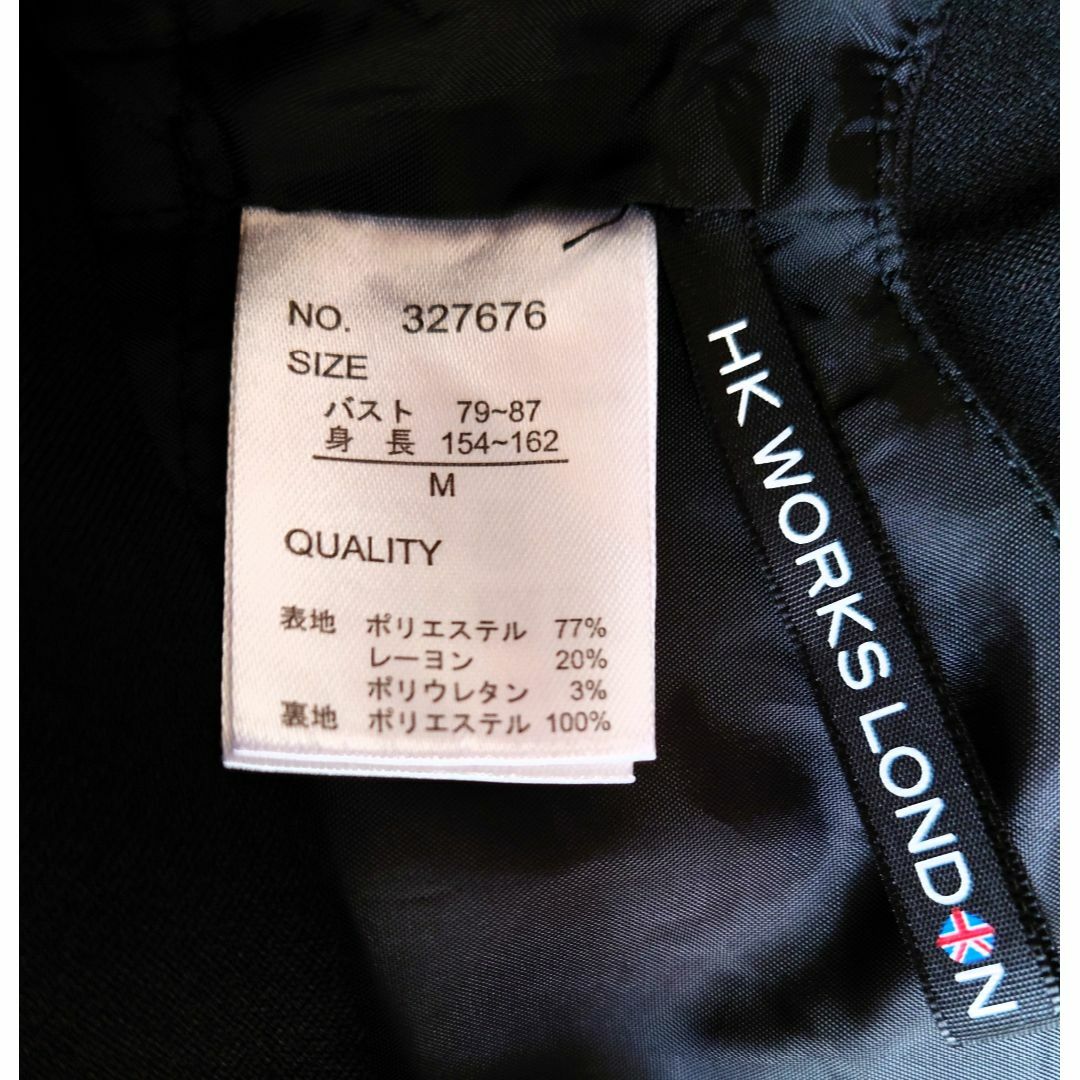 NO. 327676
SIZE
バスト 79~87
身 長 154~162
M
QUALITY
表地 ポリエステル 77%
レーヨン 20%
ポリウレタン 3%
裏地 ポリエステル 100%
HK WORKS LONDON